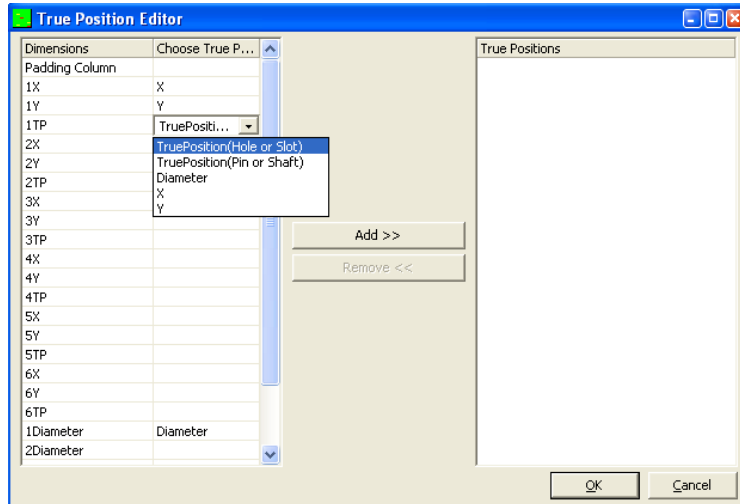 True Position Editor
Dimensions Choose True P... True Positions
Padding Column
1X X
1Y Y
1TP TruePositi...
2X TruePosition(Hole or Slot)
2Y TruePosition(Pin or Shaft)
2TP Diameter
3X X
3Y Y
3TP Add >>
4X Remove <<
4Y
4TP
5X
5Y
5TP
6X
6Y
6TP
1Diameter Diameter
2Diameter
OK Cancel